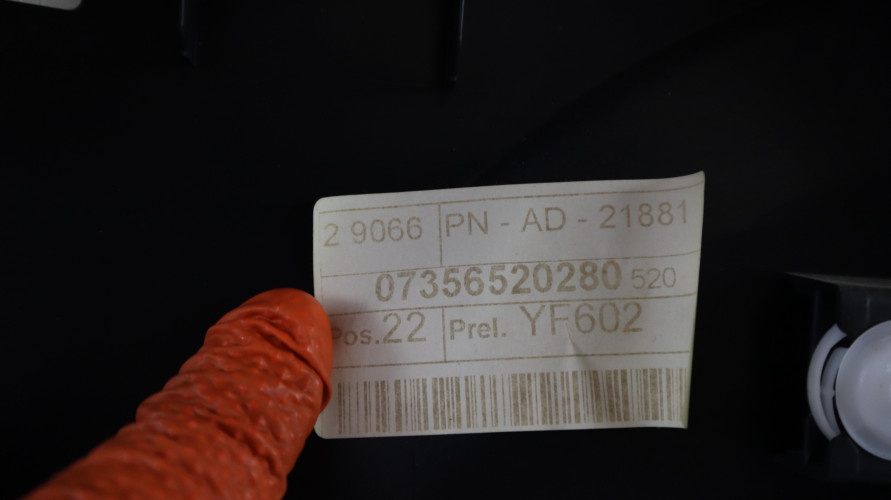 2 9066 PN - AD - 21881
07356520280 520
Pos.22 Prel. YF602